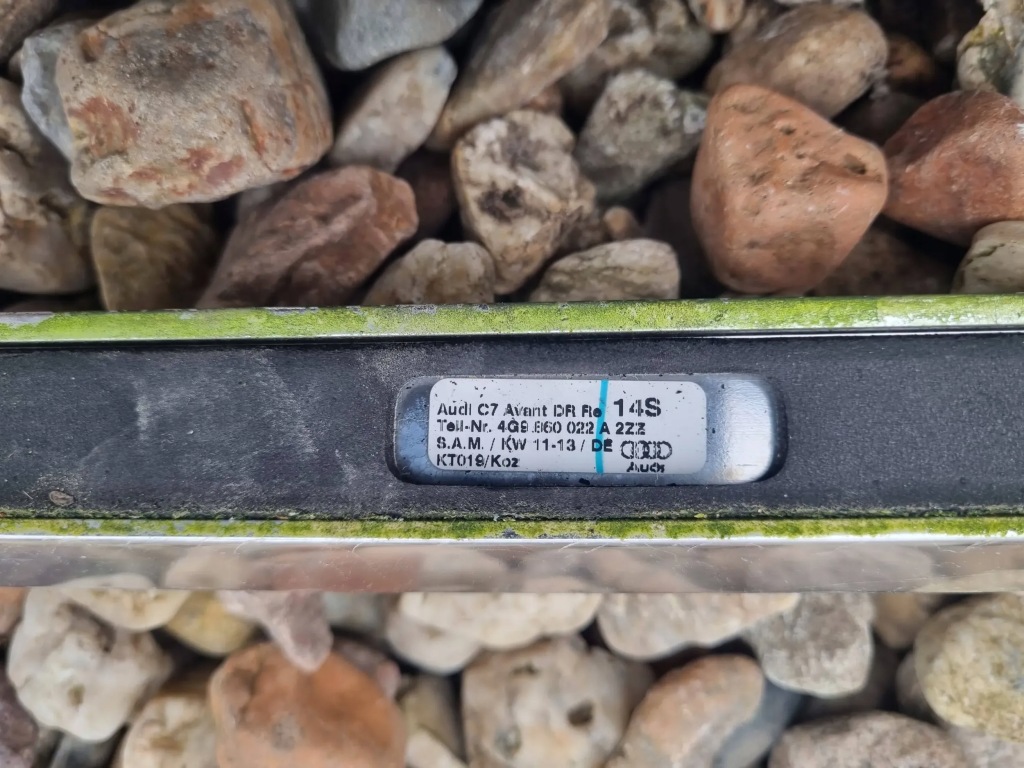 Audi C7 Avant DR Re 14S
Teil-Nr. 4G9.860 022 A 2ZZ
S.A.M. / KW 11-13 / DE
KT019/Koz Audi